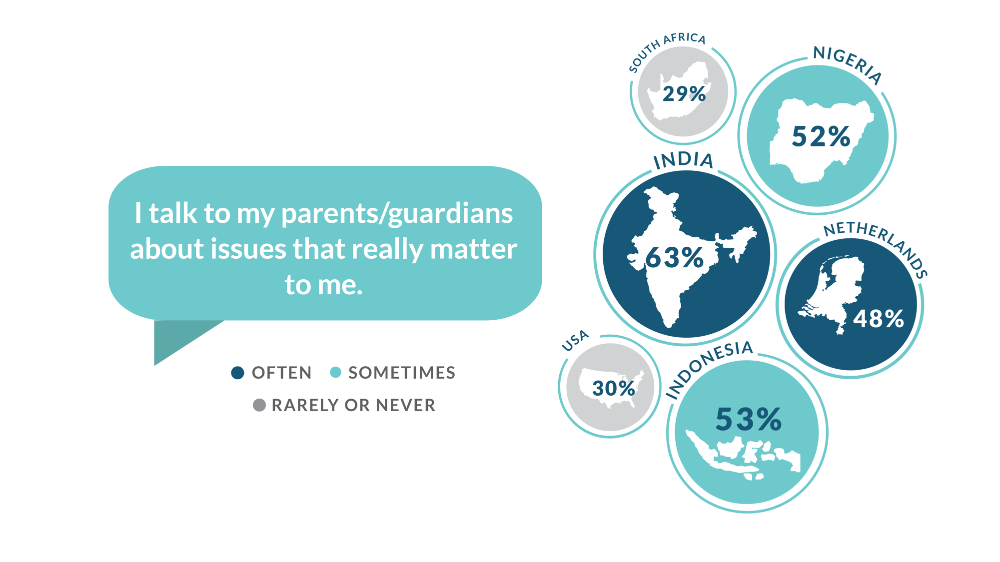 I talk to my parents/guardians
about issues that really matter
to me.
OFTEN
SOMETIMES
RARELY OR NEVER
SOUTH AFRICA
29%
NIGERIA
52%
INDIA
63%
NETHERLANDS
48%
USA
30%
INDONESIA
53%